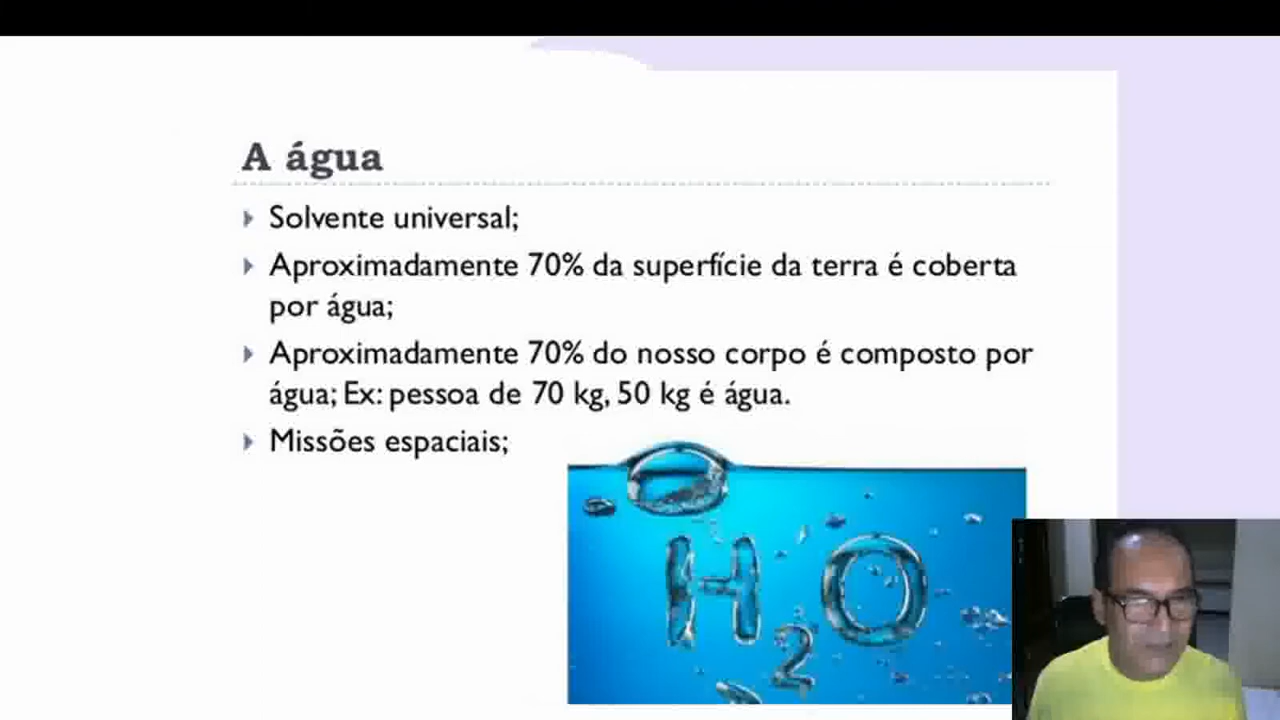 A água
Solvente universal;
Aproximadamente 70% da superfície da terra é coberta
por água;
Aproximadamente 70% do nosso corpo é composto por
água; Ex: pessoa de 70 kg, 50 kg é água.
Missões espaciais;
H2O